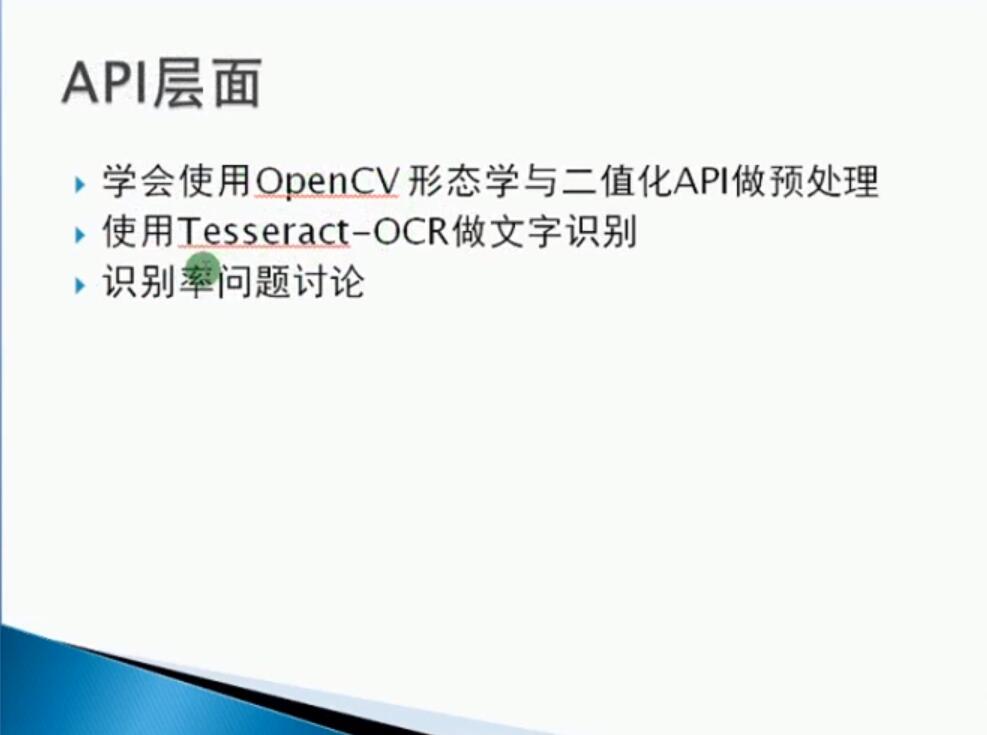 API层面
学会使用OpenCV 形态学与二值化API做预处理
使用Tesseract-OCR做文字识别
识别率问题讨论